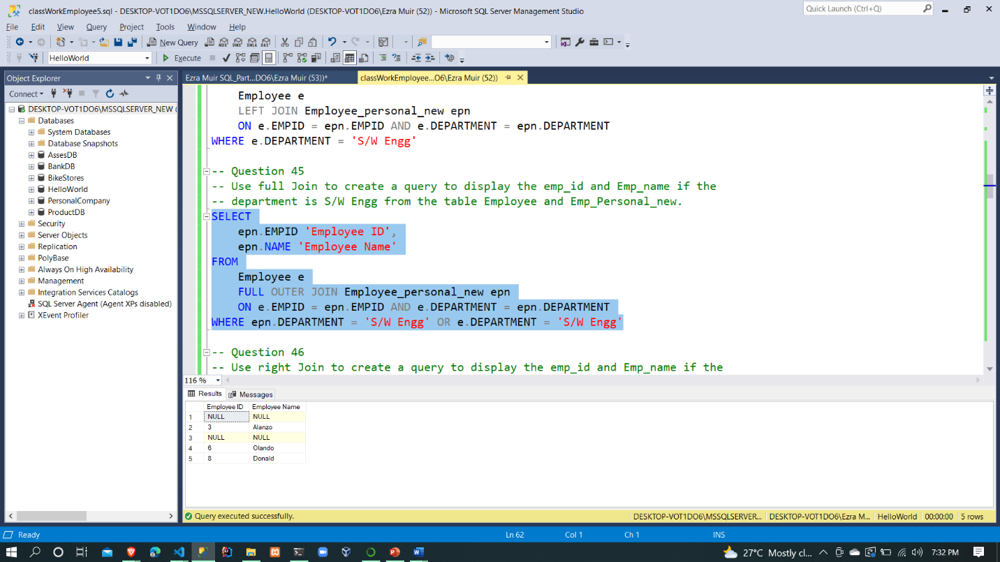 classWorkEmployee5.sql - DESKTOP-VOT1DO6\MSSQLSERVER_NEW.HelloWorld (DESKTOP-VOT1DO6\Ezra Muir (52)) - Microsoft SQL Server Management Studio
Quick Launch (Ctrl+Q)
File Edit View Query Project Tools Window Help
New Query
HelloWorld
Execute
Object Explorer
Ezra Muir SQL_Part...DO6\Ezra Muir (53))*
classWorkEmployee...O6\Ezra Muir (52))
Connect
DESKTOP-VOT1DO6\MSSQLSERVER_NEW (
Databases
System Databases
Database Snapshots
AssesDB
BankDB
BikeStores
HelloWorld
PersonalCompany
ProductDB
Security
Server Objects
Replication
PolyBase
Always On High Availability
Management
Integration Services Catalogs
SQL Server Agent (Agent XPs disabled)
XEvent Profiler
Employee e
LEFT JOIN Employee_personal_new epn
ON e.EMPID = epn.EMPID AND e.DEPARTMENT = epn.DEPARTMENT
WHERE e.DEPARTMENT = 'S/W Engg'
-- Question 45
-- Use full Join to create a query to display the emp_id and Emp_name if the
-- department is S/W Engg from the table Employee and Emp_Personal_new.
SELECT
epn.EMPID 'Employee ID',
epn.NAME 'Employee Name'
FROM
Employee e
FULL OUTER JOIN Employee_personal_new epn
ON e.EMPID = epn.EMPID AND e.DEPARTMENT = epn.DEPARTMENT
WHERE epn.DEPARTMENT = 'S/W Engg' OR e.DEPARTMENT = 'S/W Engg'
-- Question 46
-- Use right Join to create a query to display the emp_id and Emp_name if the
116 %
Results Messages
Employee ID Employee Name
1 NULL NULL
2 3 Alanzo
3 NULL NULL
4 6 Olando
5 8 Donald
Query executed successfully.
DESKTOP-VOT1DO6\MSSQLSERVER... DESKTOP-VOT1DO6\Ezra M... HelloWorld 00:00:00 5 rows
Ready Ln 62 Col 1 Ch 1 INS
27°C Mostly cl... 7:32 PM